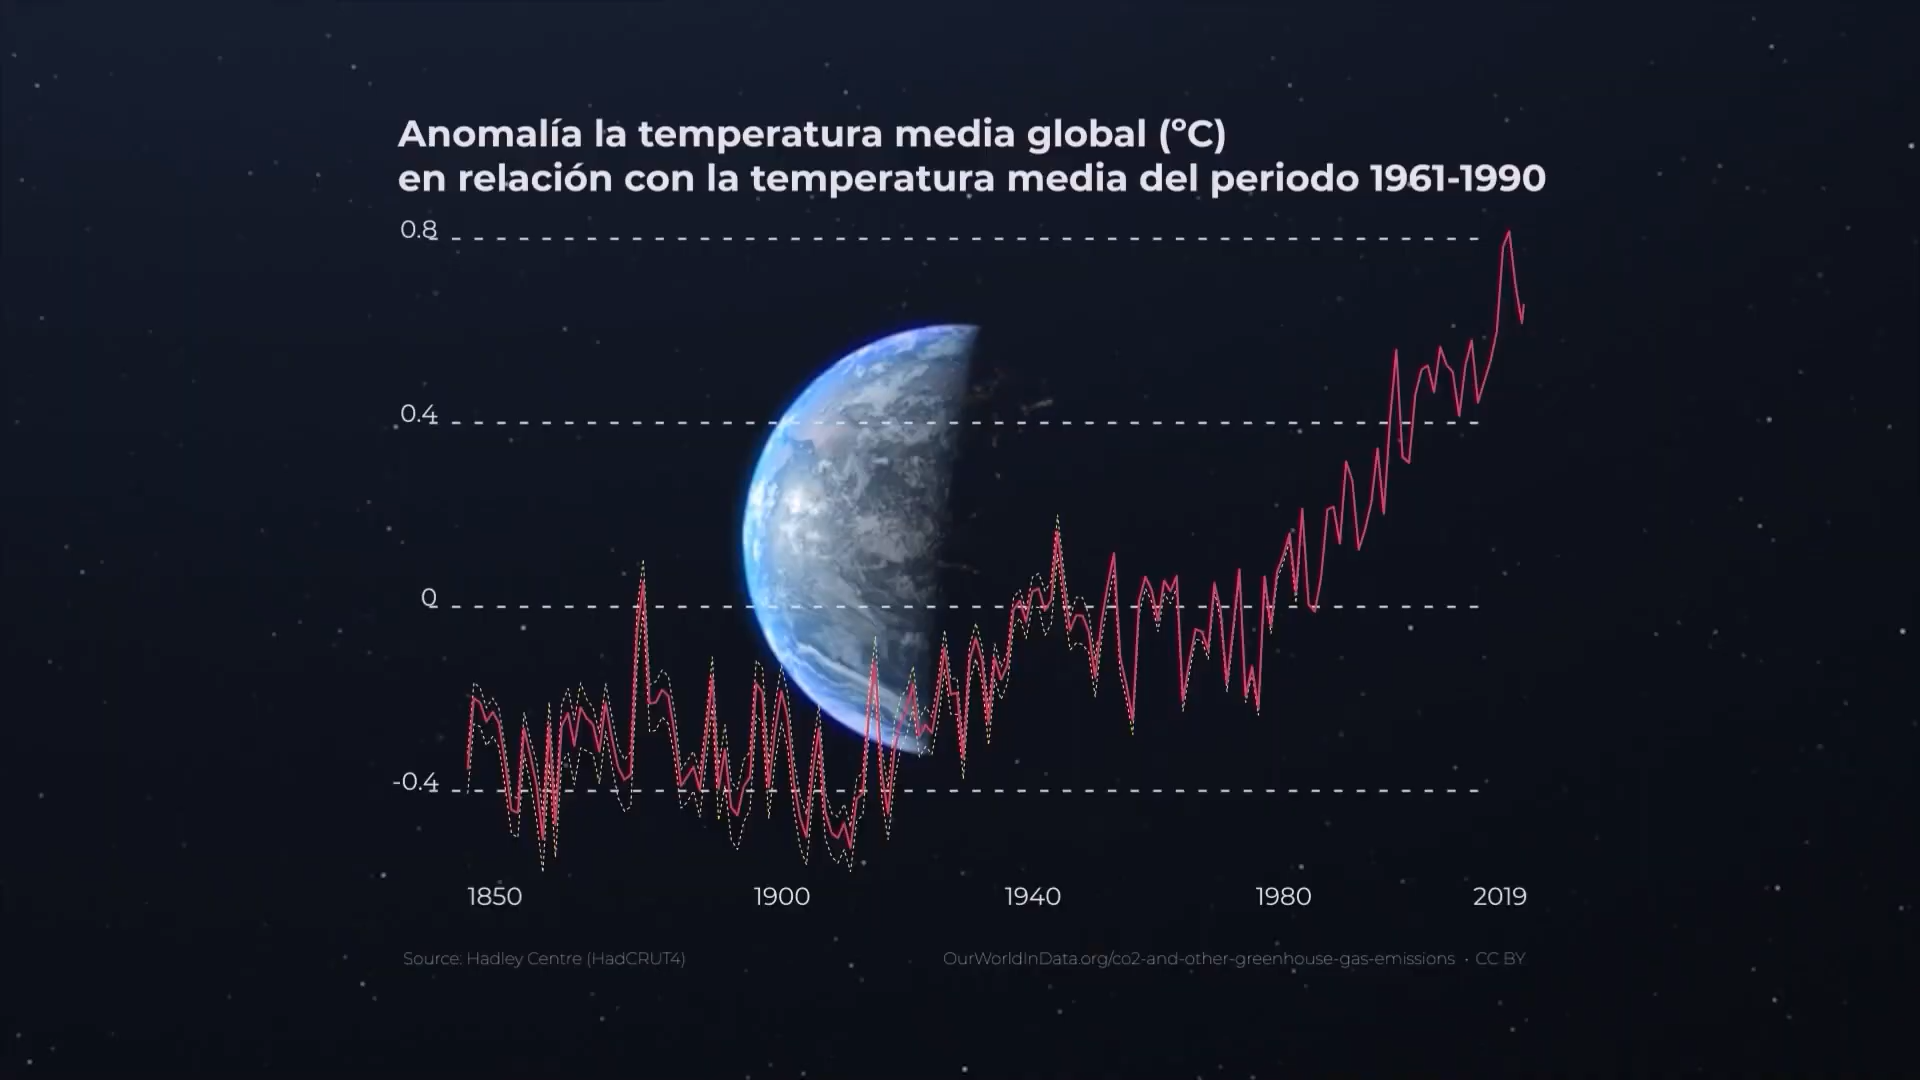 Anomalía la temperatura media global (ºC)
en relación con la temperatura media del periodo 1961-1990
0.8
0.4
0
-0.4
1850 1900 1940 1980 2019
Source: Hadley Centre (HadCRUT4) OurWorldInData.org/co2-and-other-greenhouse-gas-emissions · CC BY